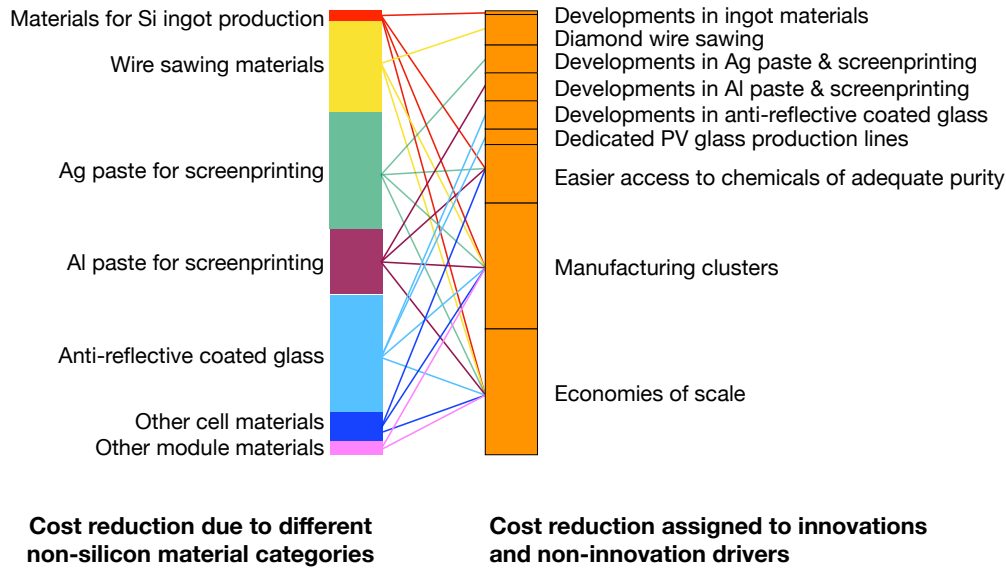 Materials for Si ingot production
Wire sawing materials
Ag paste for screenprinting
Al paste for screenprinting
Anti-reflective coated glass
Other cell materials
Other module materials
Developments in ingot materials
Diamond wire sawing
Developments in Ag paste & screenprinting
Developments in Al paste & screenprinting
Developments in anti-reflective coated glass
Dedicated PV glass production lines
Easier access to chemicals of adequate purity
Manufacturing clusters
Economies of scale
Cost reduction due to different
non-silicon material categories
Cost reduction assigned to innovations
and non-innovation drivers